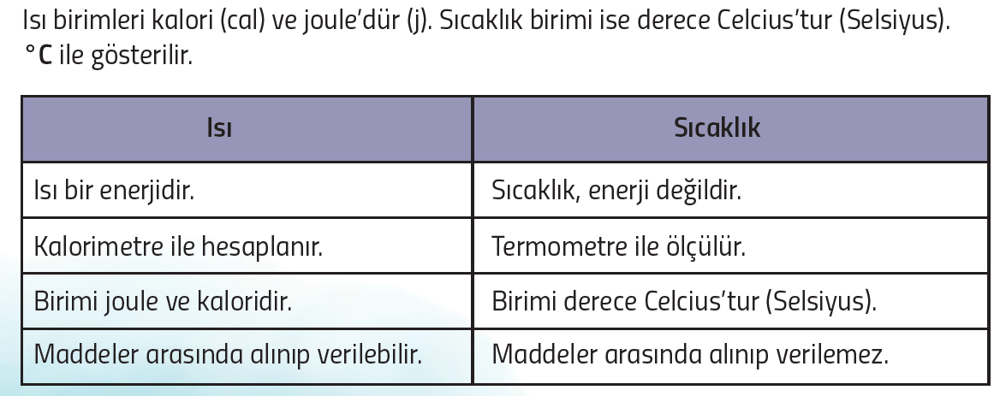 Isı birimleri kalori (cal) ve joule’dür (j). Sıcaklık birimi ise derece Celcius’tur (Selsiyus).
°C ile gösterilir.
Isı Sıcaklık
Isı bir enerjidir. Sıcaklık, enerji değildir.
Kalorimetre ile hesaplanır. Termometre ile ölçülür.
Birimi joule ve kaloridir. Birimi derece Celcius’tur (Selsiyus).
Maddeler arasında alınıp verilebilir. Maddeler arasında alınıp verilemez.